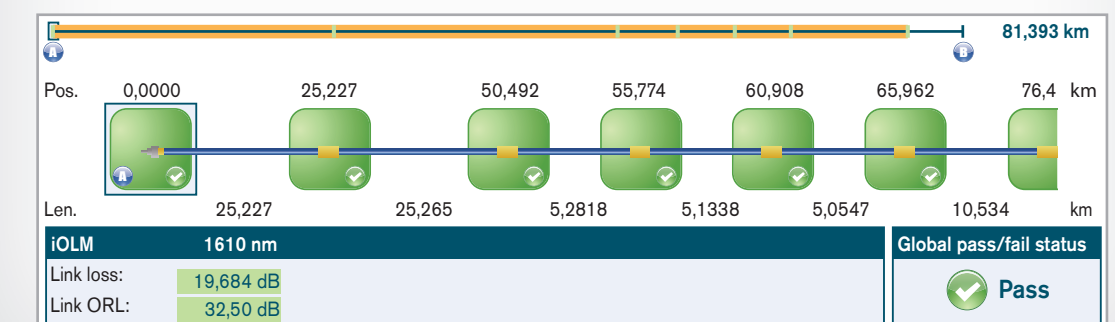 81,393 km
A B
Pos. 0,0000 25,227 50,492 55,774 60,908 65,962 76,4 km
A
Len. 25,227 25,265 5,2818 5,1338 5,0547 10,534 km
iOLM 1610 nm Global pass/fail status
Link loss: 19,684 dB
Pass
Link ORL: 32,50 dB